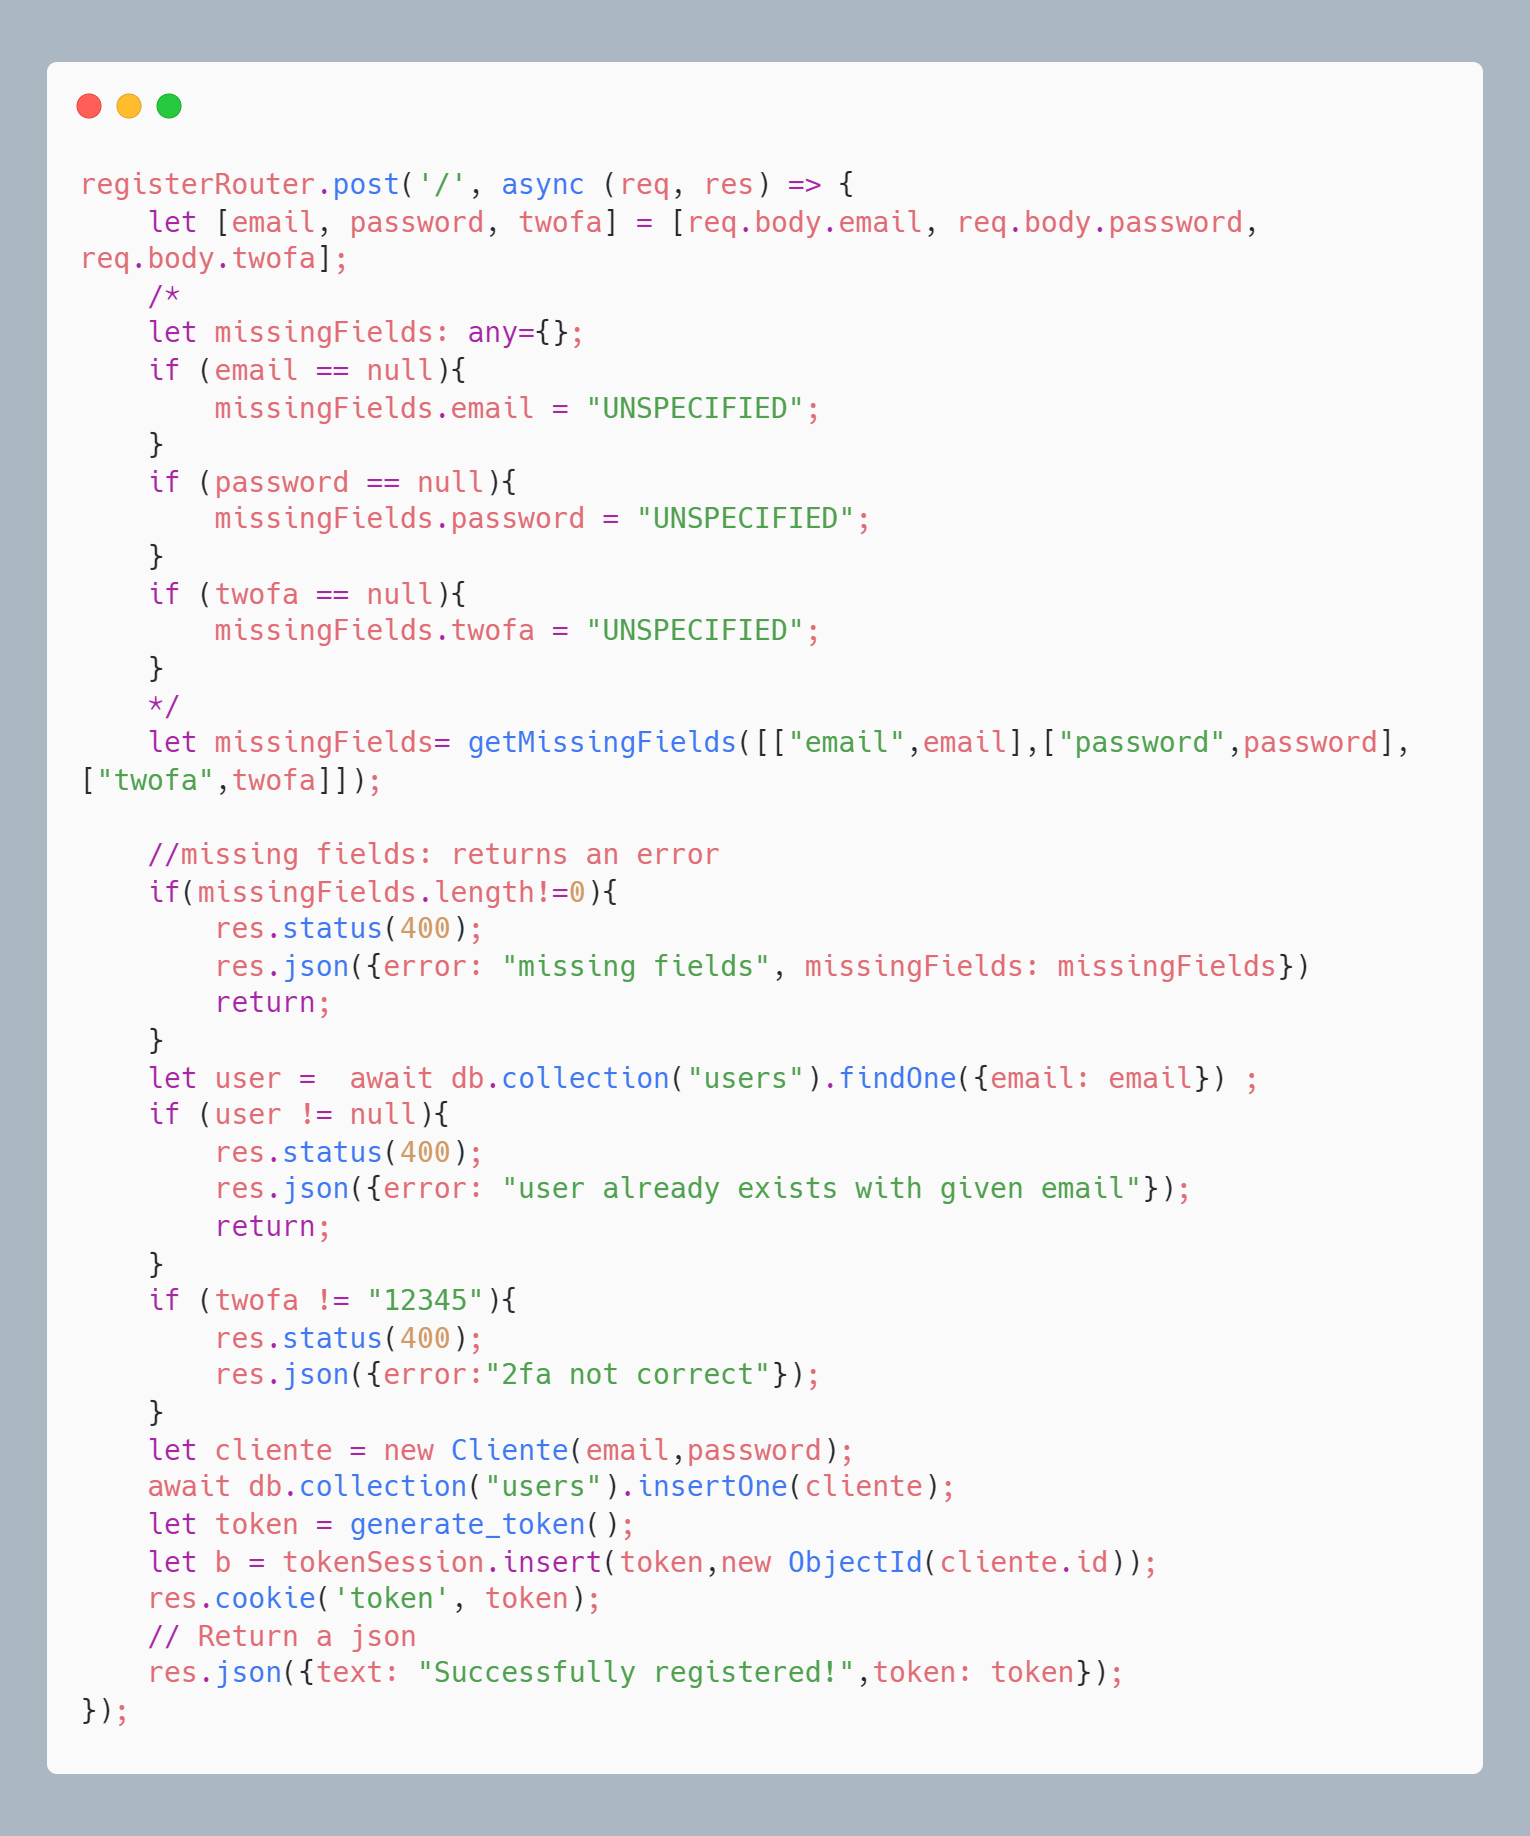 registerRouter.post('/', async (req, res) => {
    let [email, password, twofa] = [req.body.email, req.body.password,
req.body.twofa];
    /*
    let missingFields: any={};
    if (email == null){
        missingFields.email = "UNSPECIFIED";
    }
    if (password == null){
        missingFields.password = "UNSPECIFIED";
    }
    if (twofa == null){
        missingFields.twofa = "UNSPECIFIED";
    }
    */
    let missingFields= getMissingFields([["email",email],["password",password],
["twofa",twofa]]);

    //missing fields: returns an error
    if(missingFields.length!=0){
        res.status(400);
        res.json({error: "missing fields", missingFields: missingFields})
        return;
    }
    let user =  await db.collection("users").findOne({email: email}) ;
    if (user != null){
        res.status(400);
        res.json({error: "user already exists with given email"});
        return;
    }
    if (twofa != "12345"){
        res.status(400);
        res.json({error:"2fa not correct"});
    }
    let cliente = new Cliente(email,password);
    await db.collection("users").insertOne(cliente);
    let token = generate_token();
    let b = tokenSession.insert(token,new ObjectId(cliente.id));
    res.cookie('token', token);
    // Return a json
    res.json({text: "Successfully registered!",token: token});
});